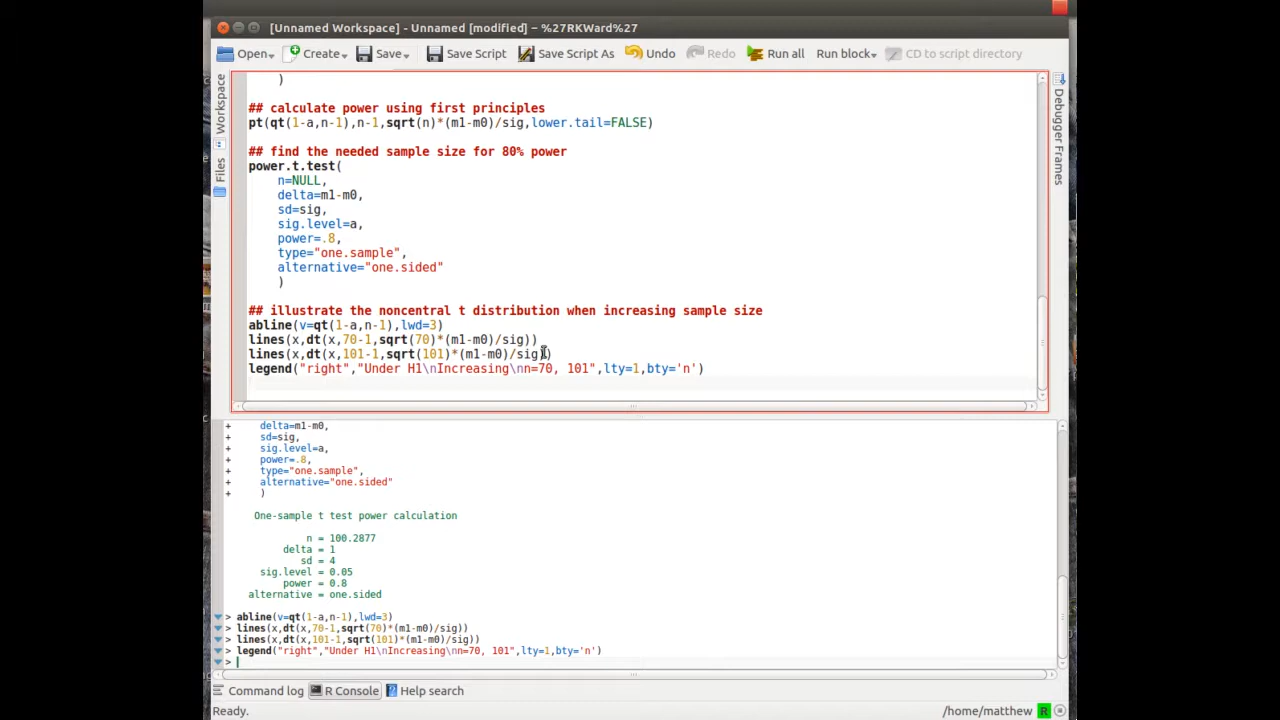 [Unnamed Workspace] - Unnamed [modified] – %27RKWard%27
Open Create Save Save Script Save Script As Undo Redo Run all Run block CD to script directory
Workspace
Files
Debugger Frames
)
## calculate power using first principles
pt(qt(1-a,n-1),n-1,sqrt(n)*(m1-m0)/sig,lower.tail=FALSE)
## find the needed sample size for 80% power
power.t.test(
n=NULL,
delta=m1-m0,
sd=sig,
sig.level=a,
power=.8,
type="one.sample",
alternative="one.sided"
)
## illustrate the noncentral t distribution when increasing sample size
abline(v=qt(1-a,n-1),lwd=3)
lines(x,dt(x,70-1,sqrt(70)*(m1-m0)/sig))
lines(x,dt(x,101-1,sqrt(101)*(m1-m0)/sig))
legend("right","Under H1\nIncreasing\nn=70, 101",lty=1,bty='n')
+ delta=m1-m0,
+ sd=sig,
+ sig.level=a,
+ power=.8,
+ type="one.sample",
+ alternative="one.sided"
+ )
One-sample t test power calculation
n = 100.2877
delta = 1
sd = 4
sig.level = 0.05
power = 0.8
alternative = one.sided
> abline(v=qt(1-a,n-1),lwd=3)
> lines(x,dt(x,70-1,sqrt(70)*(m1-m0)/sig))
> lines(x,dt(x,101-1,sqrt(101)*(m1-m0)/sig))
> legend("right","Under H1\nIncreasing\nn=70, 101",lty=1,bty='n')
>
Command log R Console Help search
Ready. /home/matthew R